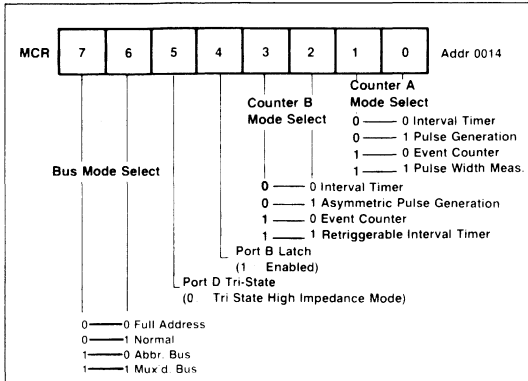 MCR 7 6 5 4 3 2 1 0 Addr 0014
Counter A
Mode Select
0 0 Interval Timer
0 1 Pulse Generation
1 0 Event Counter
1 1 Pulse Width Meas.
Counter B
Mode Select
0 0 Interval Timer
0 1 Asymmetric Pulse Generation
1 0 Event Counter
1 1 Retriggerable Interval Timer
Bus Mode Select
Port B Latch
(1 Enabled)
Port D Tri-State
(0 Tri State High Impedance Mode)
0 0 Full Address
0 1 Normal
1 0 Abbr. Bus
1 1 Mux'd. Bus